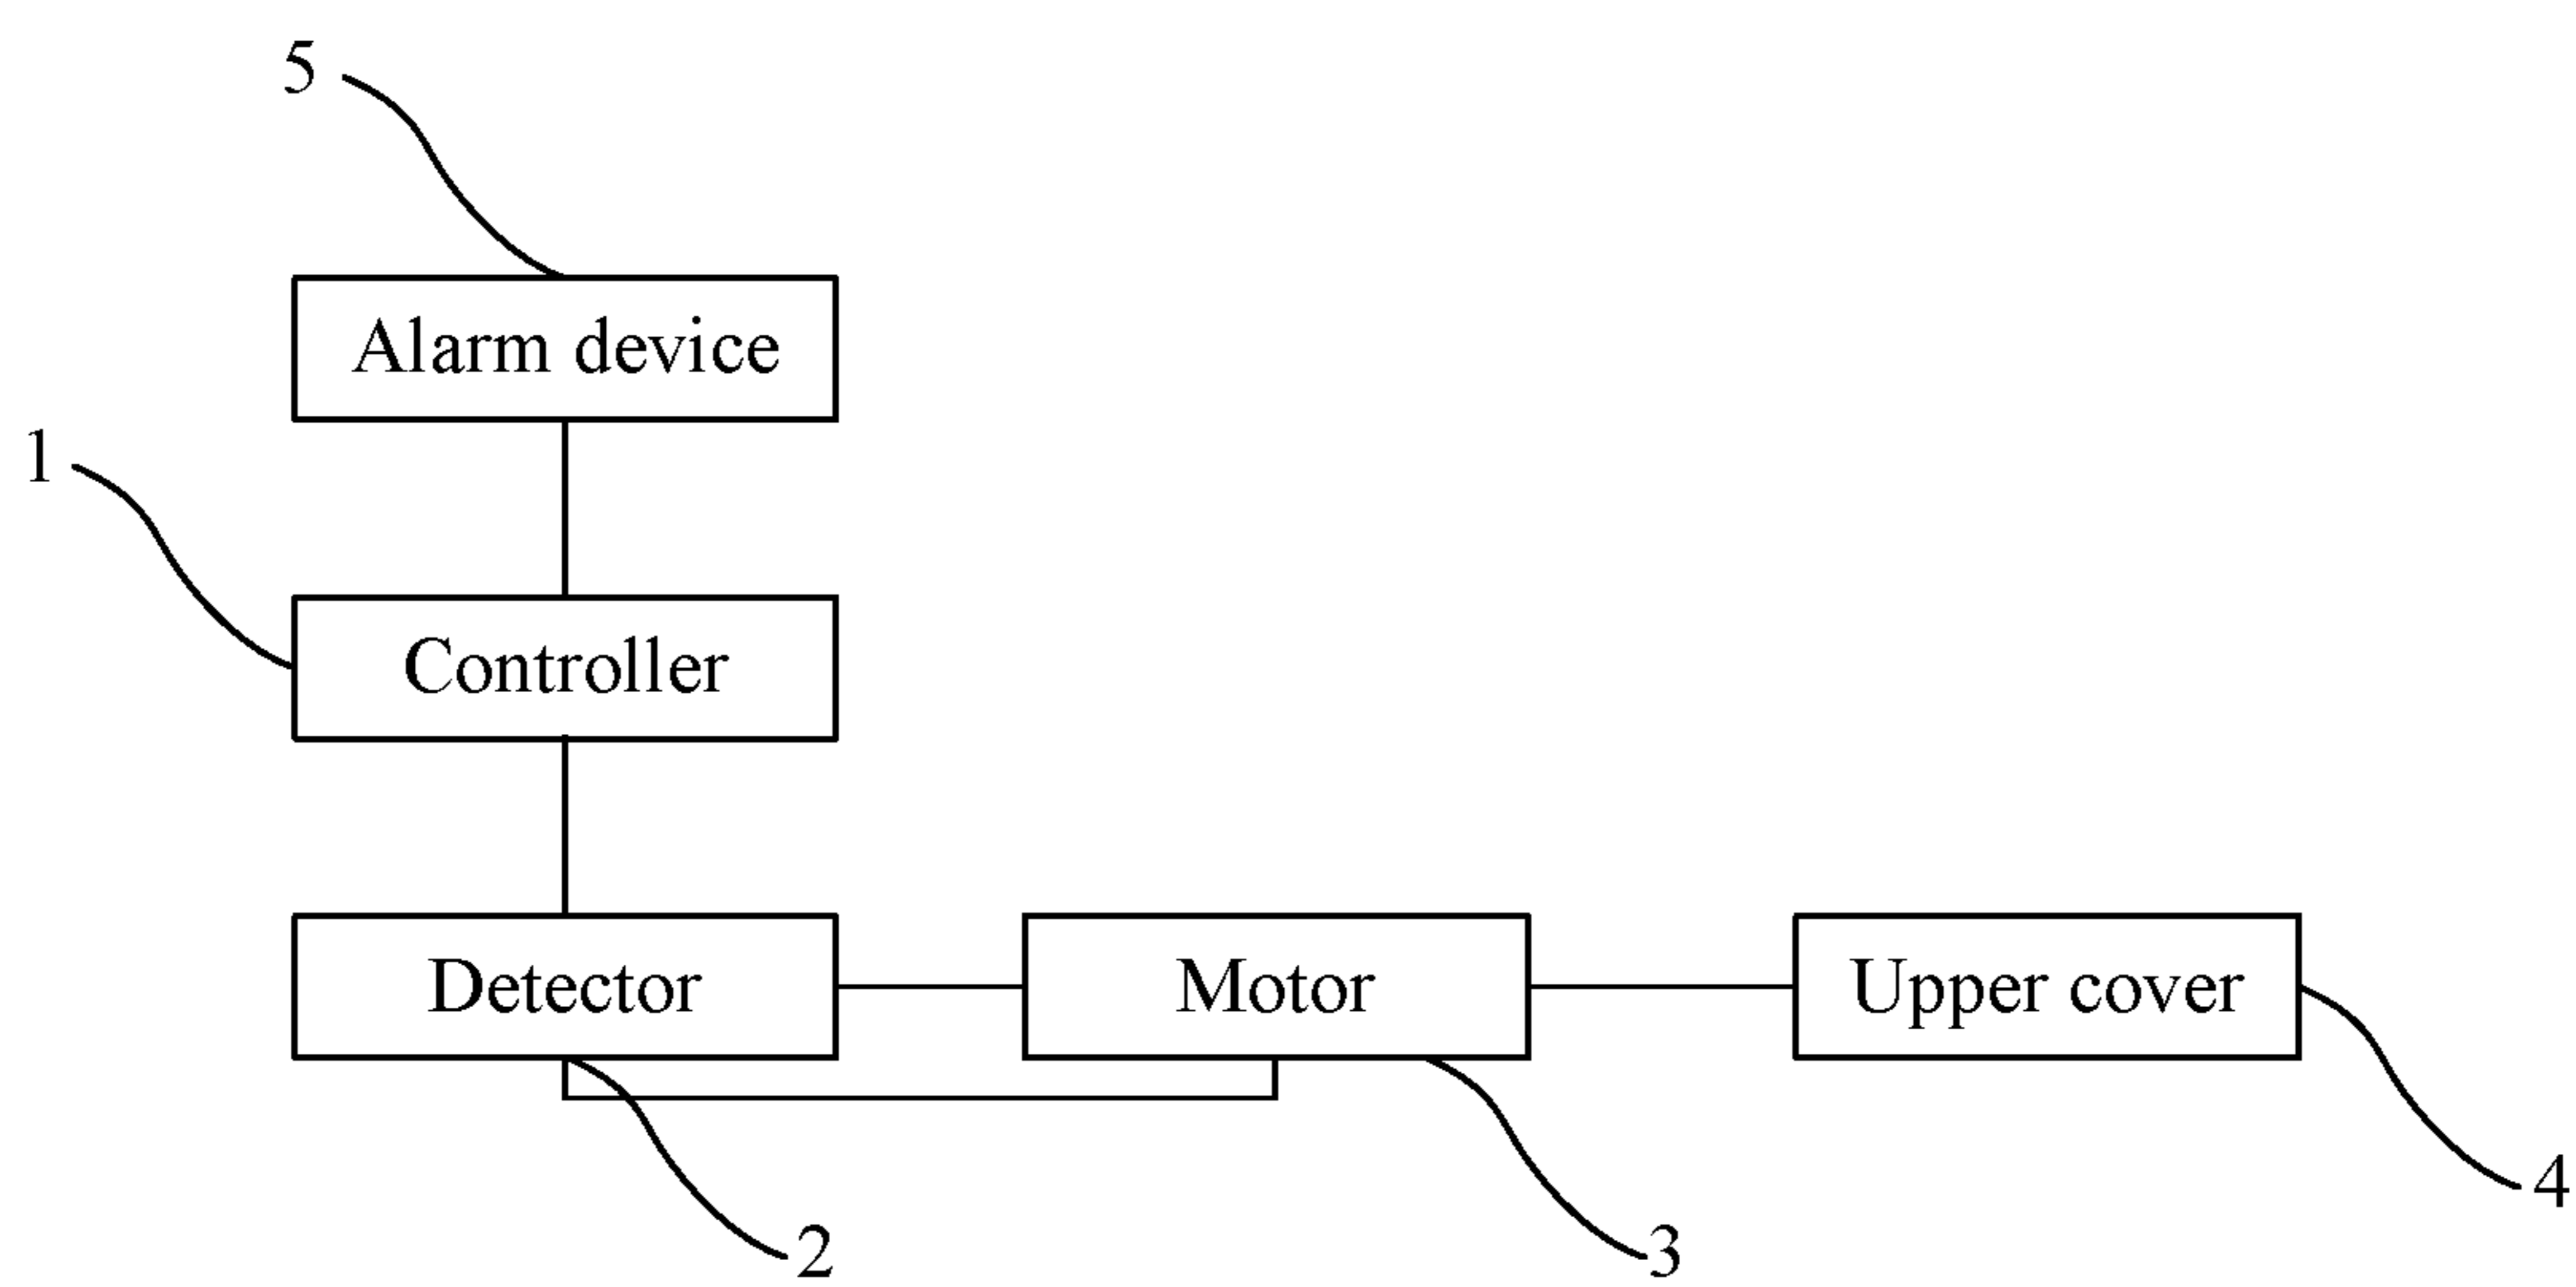 5
Alarm device
1
Controller
Detector
Motor
Upper cover
2
3
4